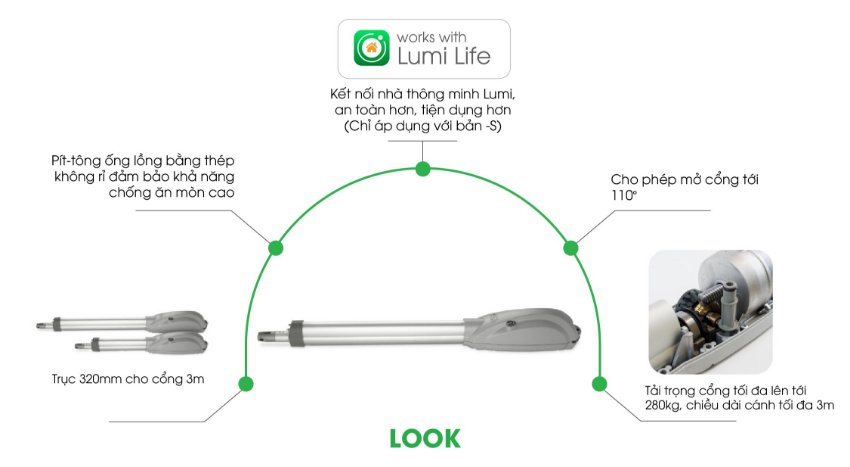 works with
Lumi Life
Kết nối nhà thông minh Lumi,
an toàn hơn, tiện dụng hơn
(Chỉ áp dụng với bản -S)
Pít-tông ống lồng bằng thép
không rỉ đảm bảo khả năng
chống ăn mòn cao
Cho phép mở cổng tới
110°
Trục 320mm cho cổng 3m
Tải trọng cổng tối đa lên tới
280kg, chiều dài cánh tối đa 3m
LOOK